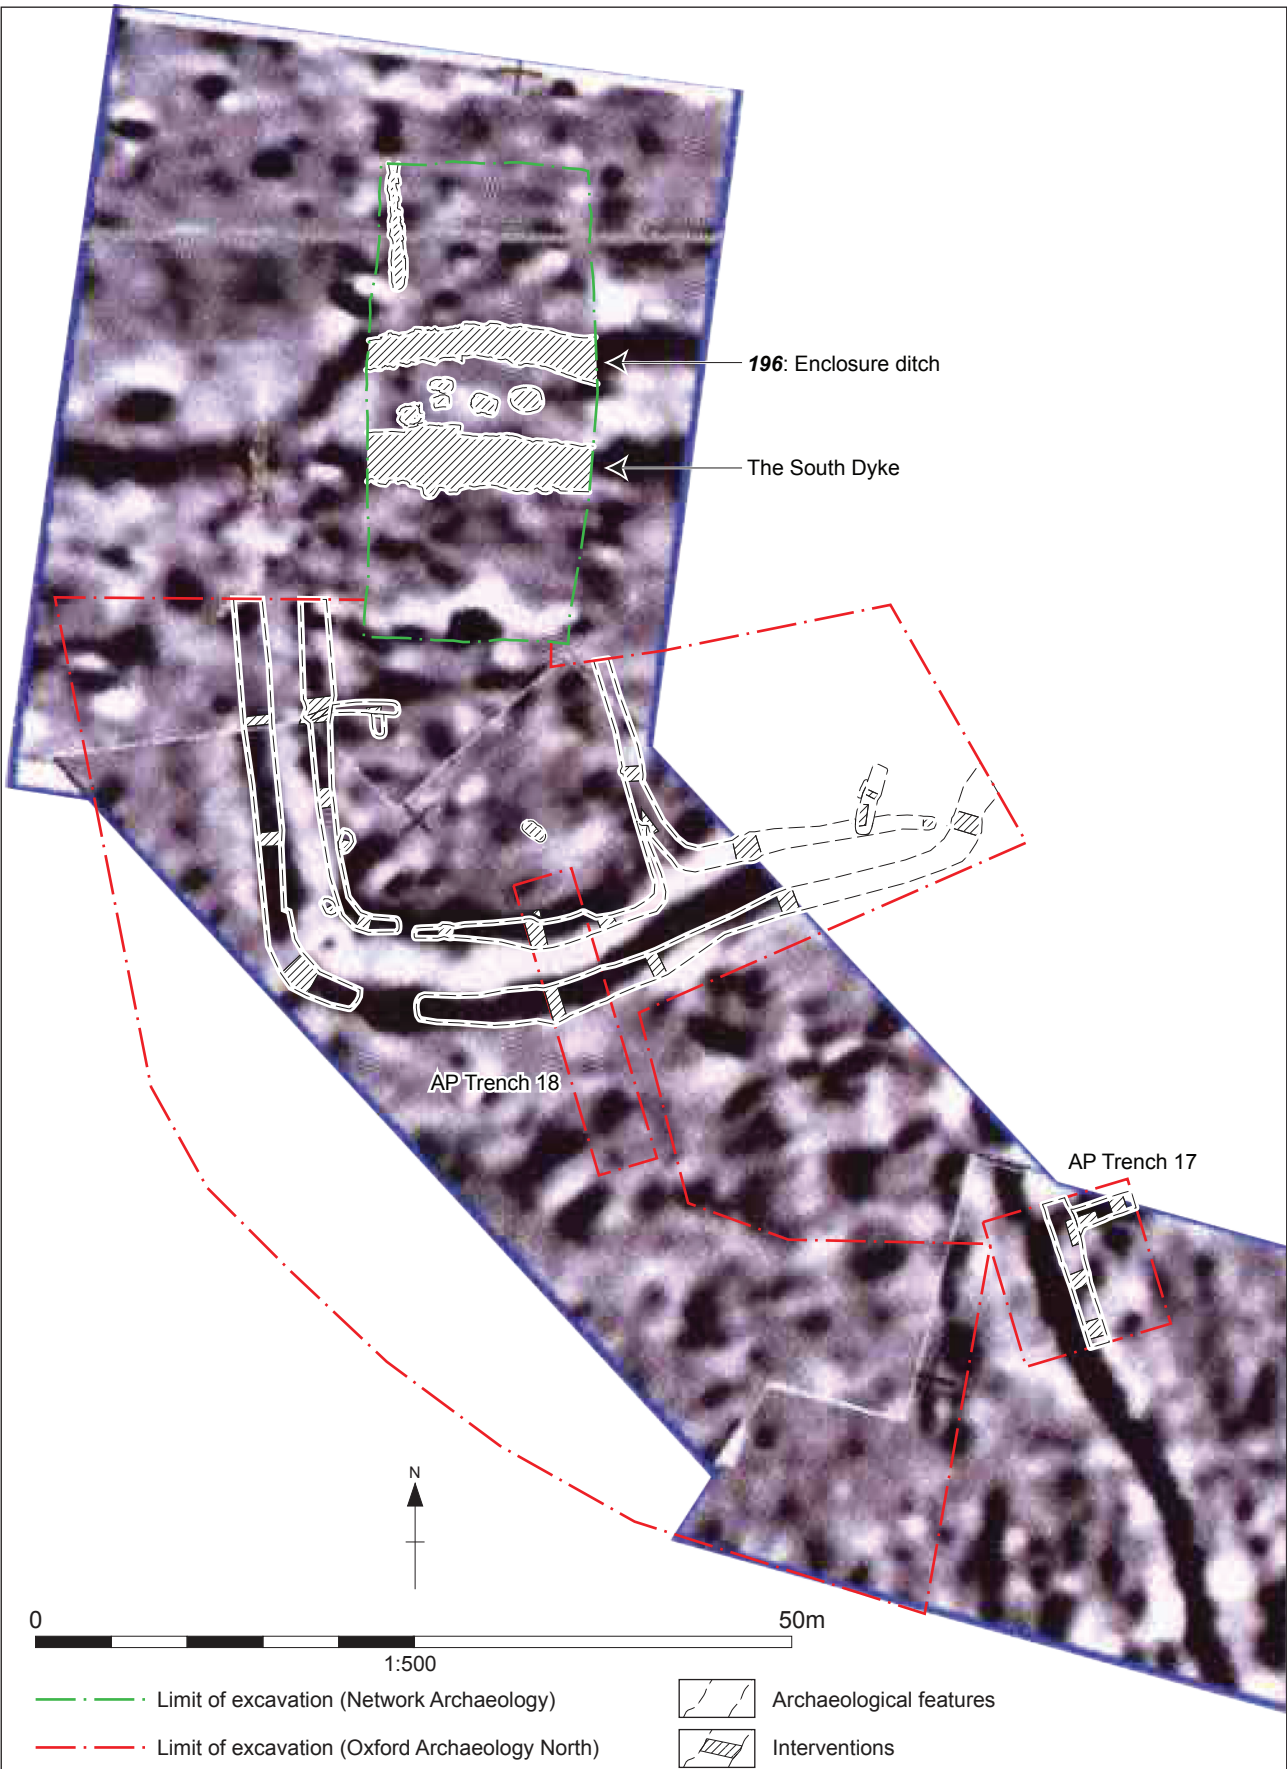 196: Enclosure ditch
The South Dyke
AP Trench 18
AP Trench 17
N
0 50m
1:500
Limit of excavation (Network Archaeology)
Archaeological features
Limit of excavation (Oxford Archaeology North)
Interventions